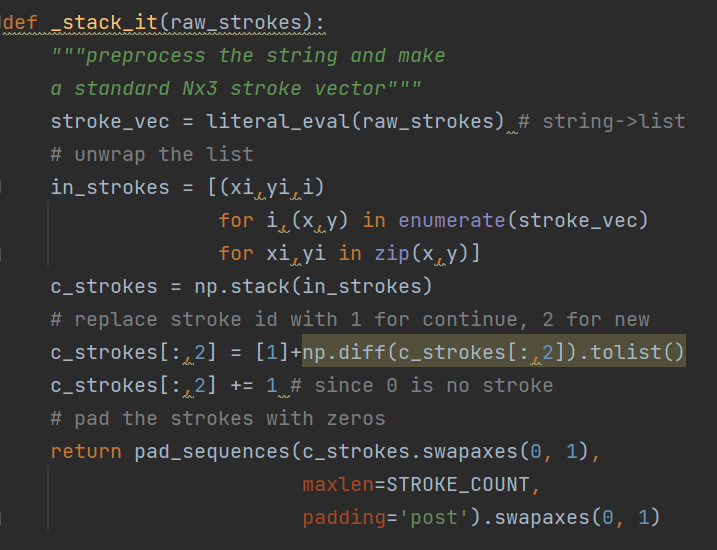 def _stack_it(raw_strokes):
    """preprocess the string and make
    a standard Nx3 stroke vector"""
    stroke_vec = literal_eval(raw_strokes) # string->list
    # unwrap the list
    in_strokes = [(xi,yi,i)
                  for i,(x,y) in enumerate(stroke_vec)
                  for xi,yi in zip(x,y)]
    c_strokes = np.stack(in_strokes)
    # replace stroke id with 1 for continue, 2 for new
    c_strokes[:,2] = [1]+np.diff(c_strokes[:,2]).tolist()
    c_strokes[:,2] += 1 # since 0 is no stroke
    # pad the strokes with zeros
    return pad_sequences(c_strokes.swapaxes(0, 1),
                         maxlen=STROKE_COUNT,
                         padding='post').swapaxes(0, 1)